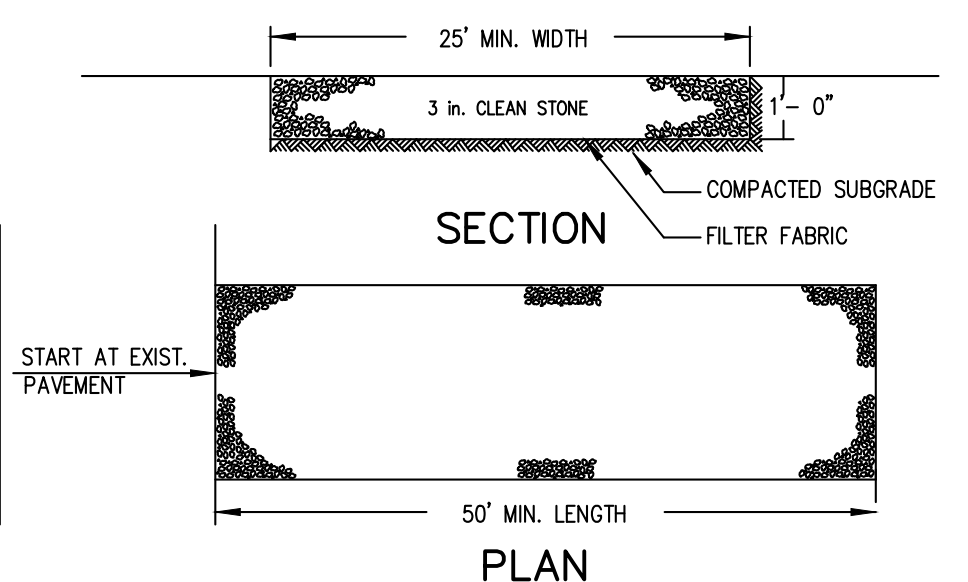 25' MIN. WIDTH
3 in. CLEAN STONE
1'- 0"
COMPACTED SUBGRADE
FILTER FABRIC
SECTION
START AT EXIST.
PAVEMENT
50' MIN. LENGTH
PLAN